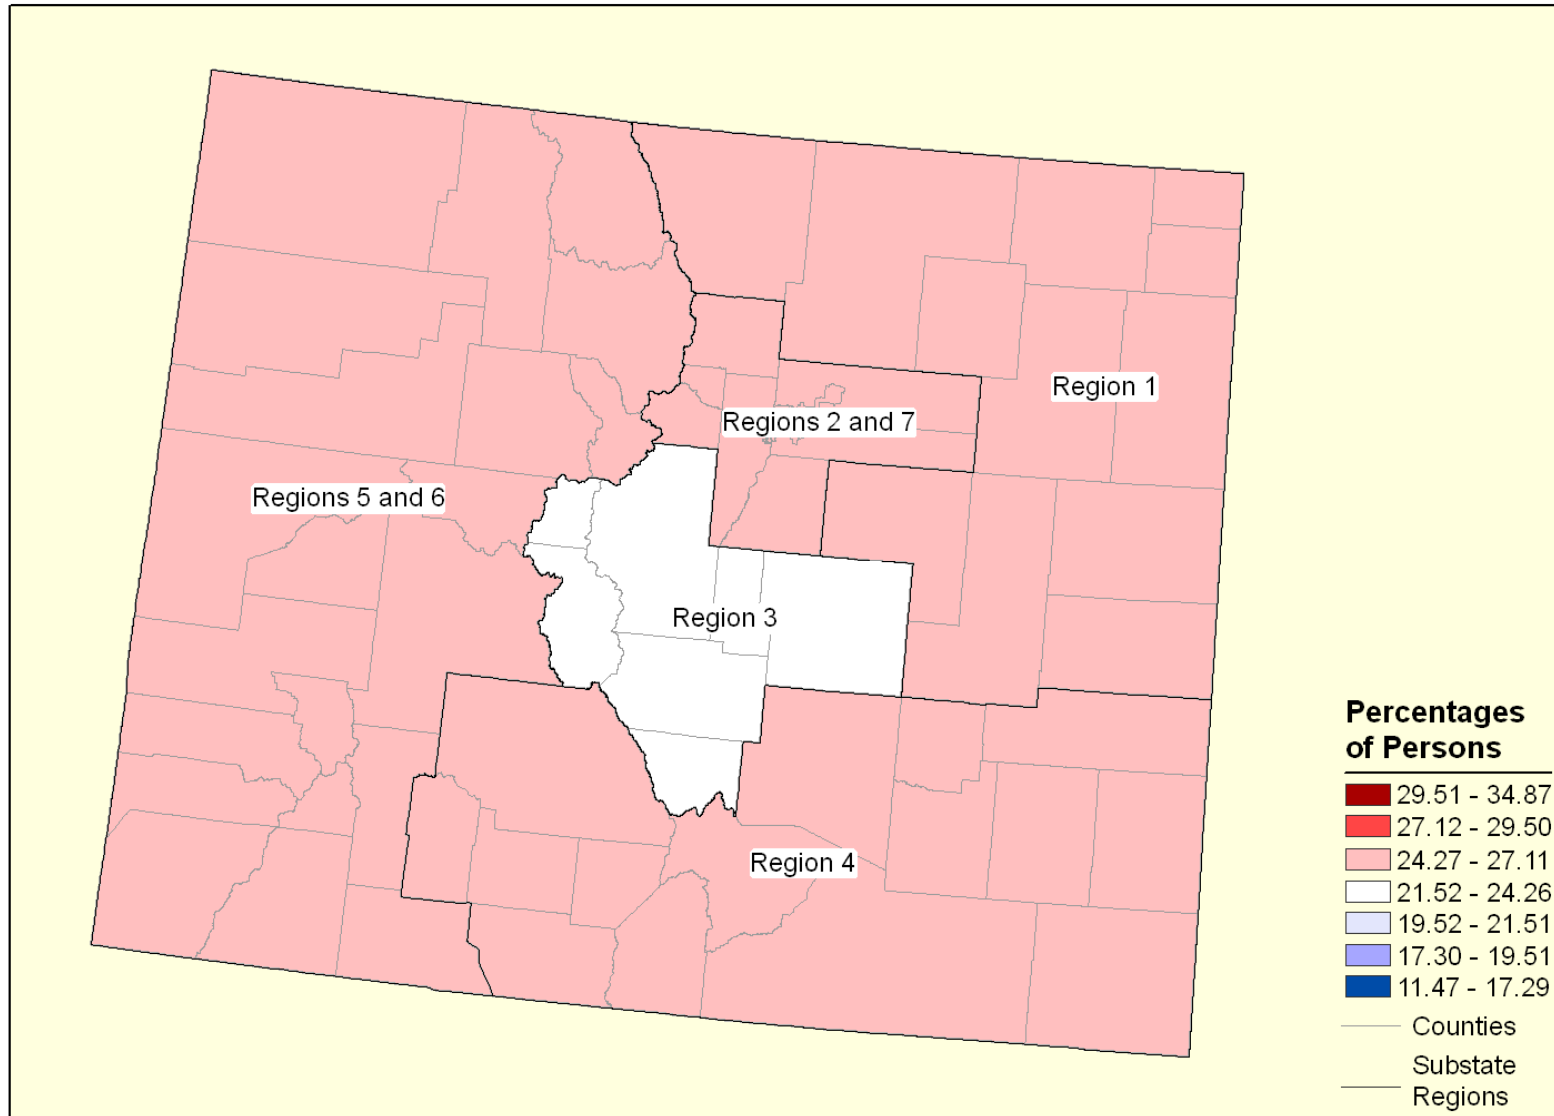 Region 1
Regions 2 and 7
Regions 5 and 6
Region 3
Region 4
Percentages
of Persons
29.51 - 34.87
27.12 - 29.50
24.27 - 27.11
21.52 - 24.26
19.52 - 21.51
17.30 - 19.51
11.47 - 17.29
Counties
Substate
Regions